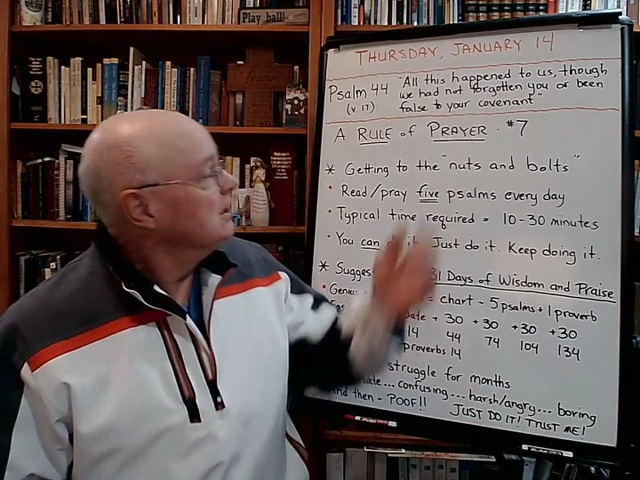 Play ball!
THURSDAY, JANUARY 14
Psalm 44 "All this happened to us, though
(v. 17) we had not forgotten you or been
false to your covenant"
A RULE of PRAYER - #7
* Getting to the "nuts and bolts"
• Read/pray five psalms every day
• Typical time required = 10-30 minutes
• You can do it. Just do it. Keep doing it.
* 31 Days of Wisdom and Praise
= chart - 5 psalms + 1 proverb
+ 30 + 30 + 30 + 30
14 44 74 104 134
proverbs 14
struggle for months
... confusing... harsh/angry... boring
and then - POOF!! JUST DO IT! TRUST ME!